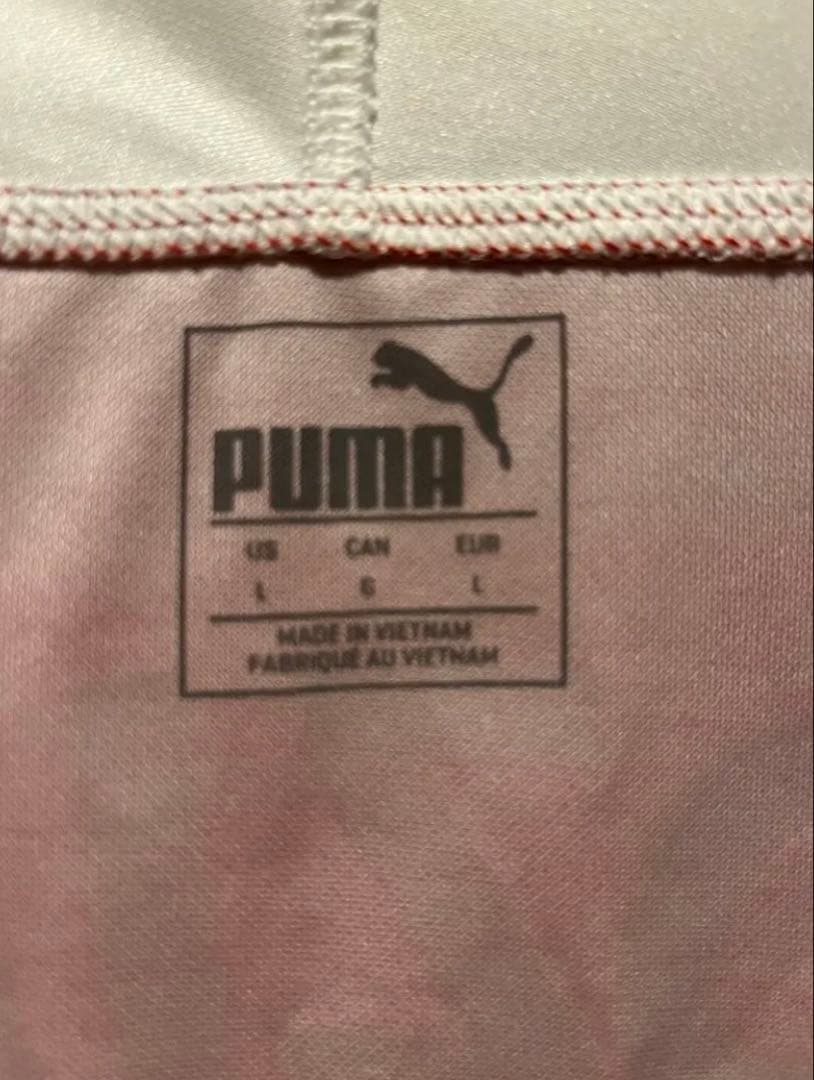 PUMA
US CAN EUR
L G L
MADE IN VIETNAM
FABRIQUÉ AU VIETNAM